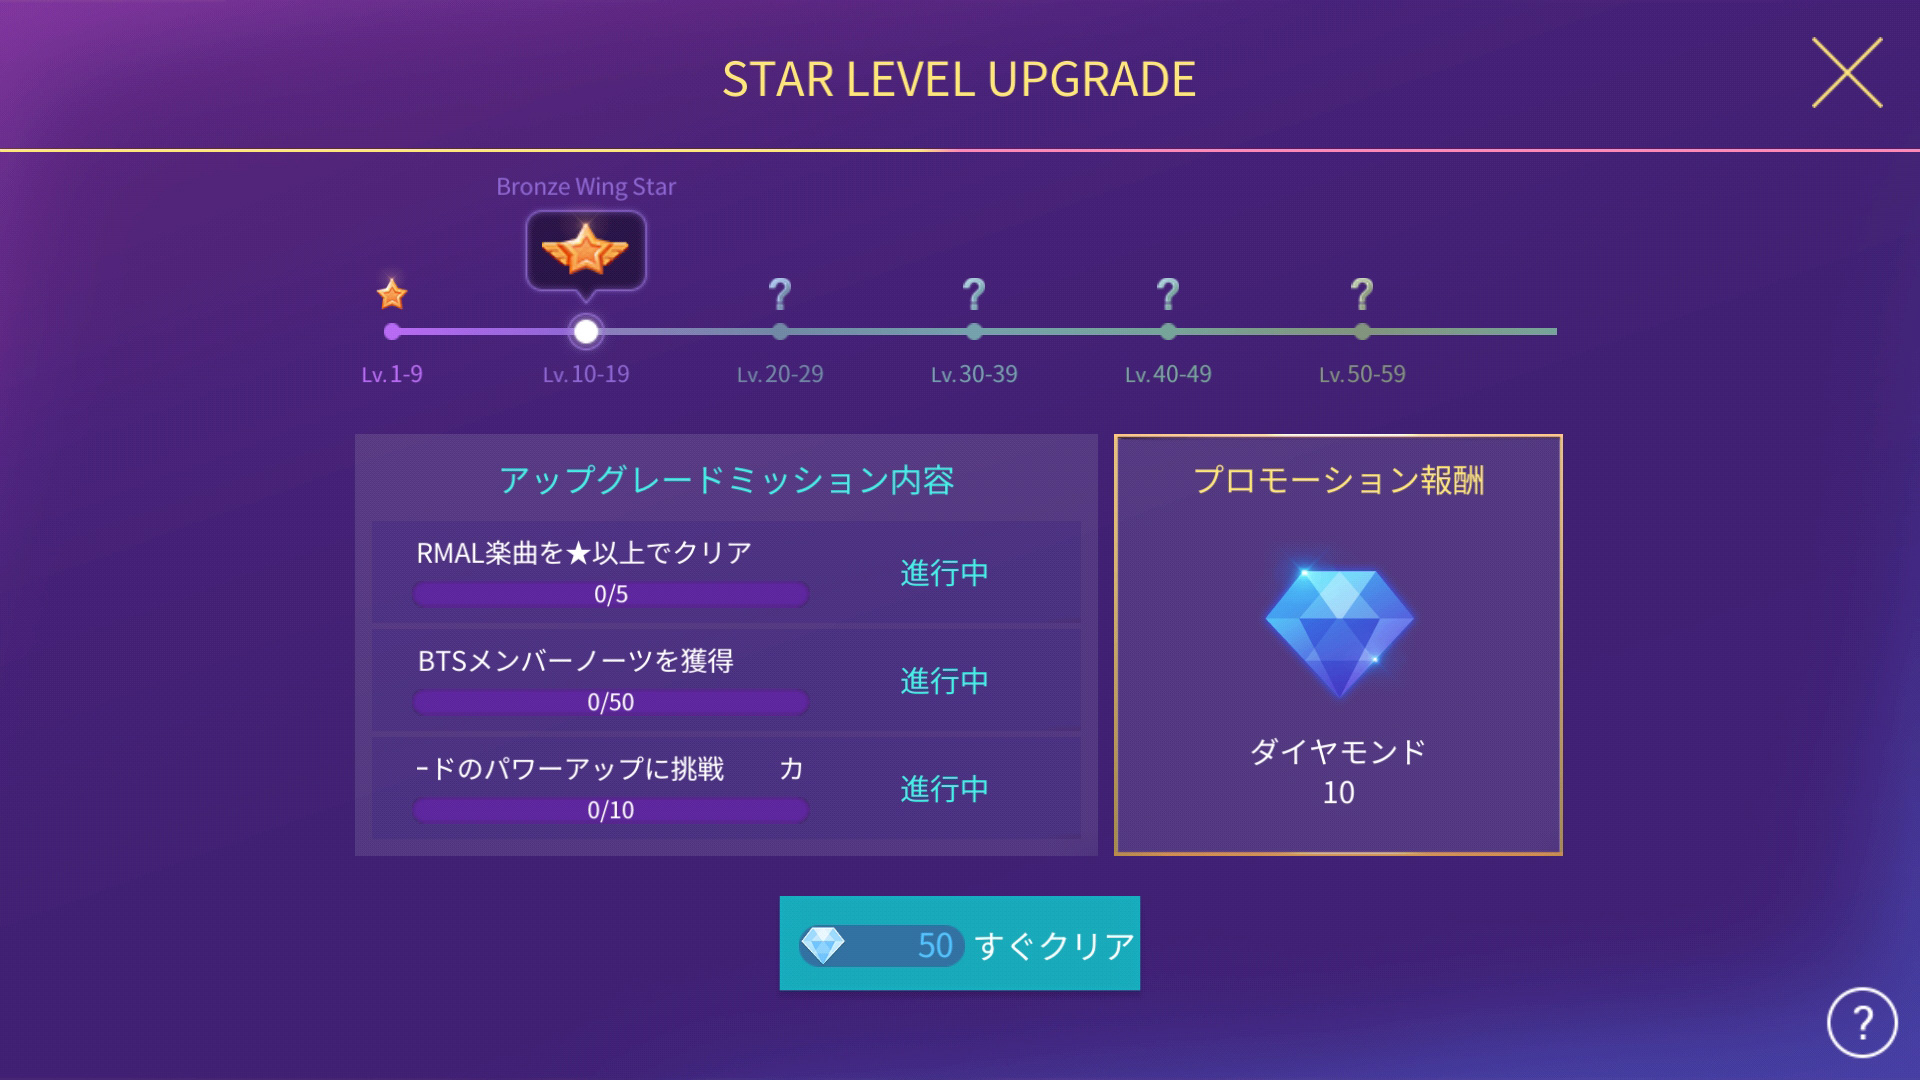 STAR LEVEL UPGRADE
Bronze Wing Star
? ? ? ?
Lv.1-9 Lv.10-19 Lv.20-29 Lv.30-39 Lv.40-49 Lv.50-59
アップグレードミッション内容
RMAL楽曲を★以上でクリア
0/5
進行中
BTSメンバーノーツを獲得
0/50
進行中
ードのパワーアップに挑戦 カ
0/10
進行中
プロモーション報酬
ダイヤモンド
10
50 すぐクリア
?